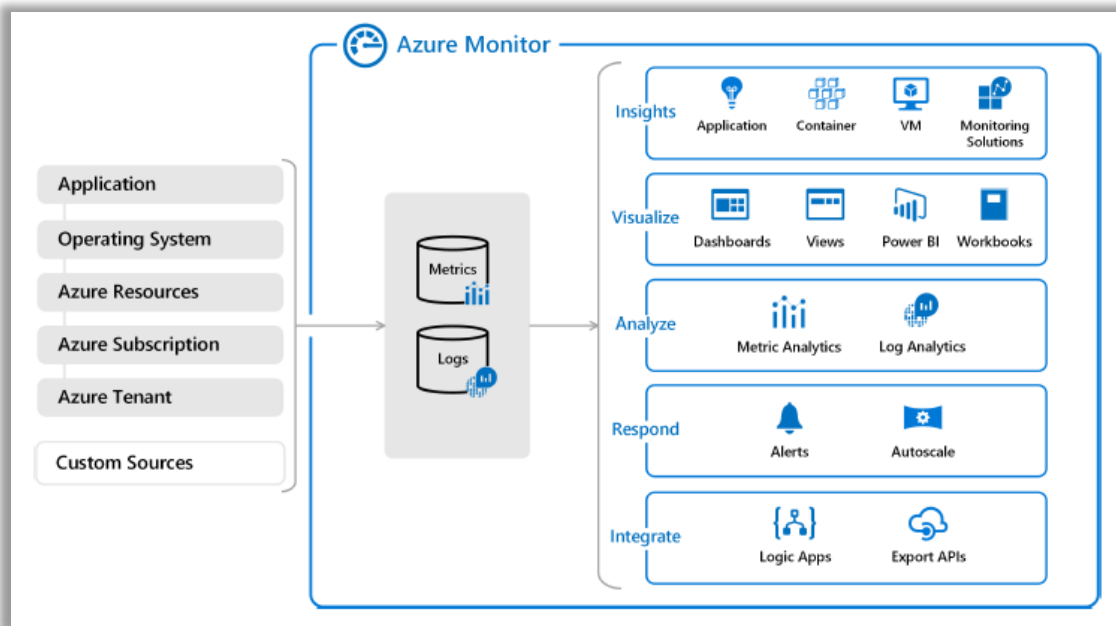 Azure Monitor
Application
Operating System
Azure Resources
Azure Subscription
Azure Tenant
Custom Sources
Metrics
Logs
Insights
Application
Container
VM
Monitoring
Solutions
Visualize
Dashboards
Views
Power BI
Workbooks
Analyze
Metric Analytics
Log Analytics
Respond
Alerts
Autoscale
Integrate
Logic Apps
Export APIs